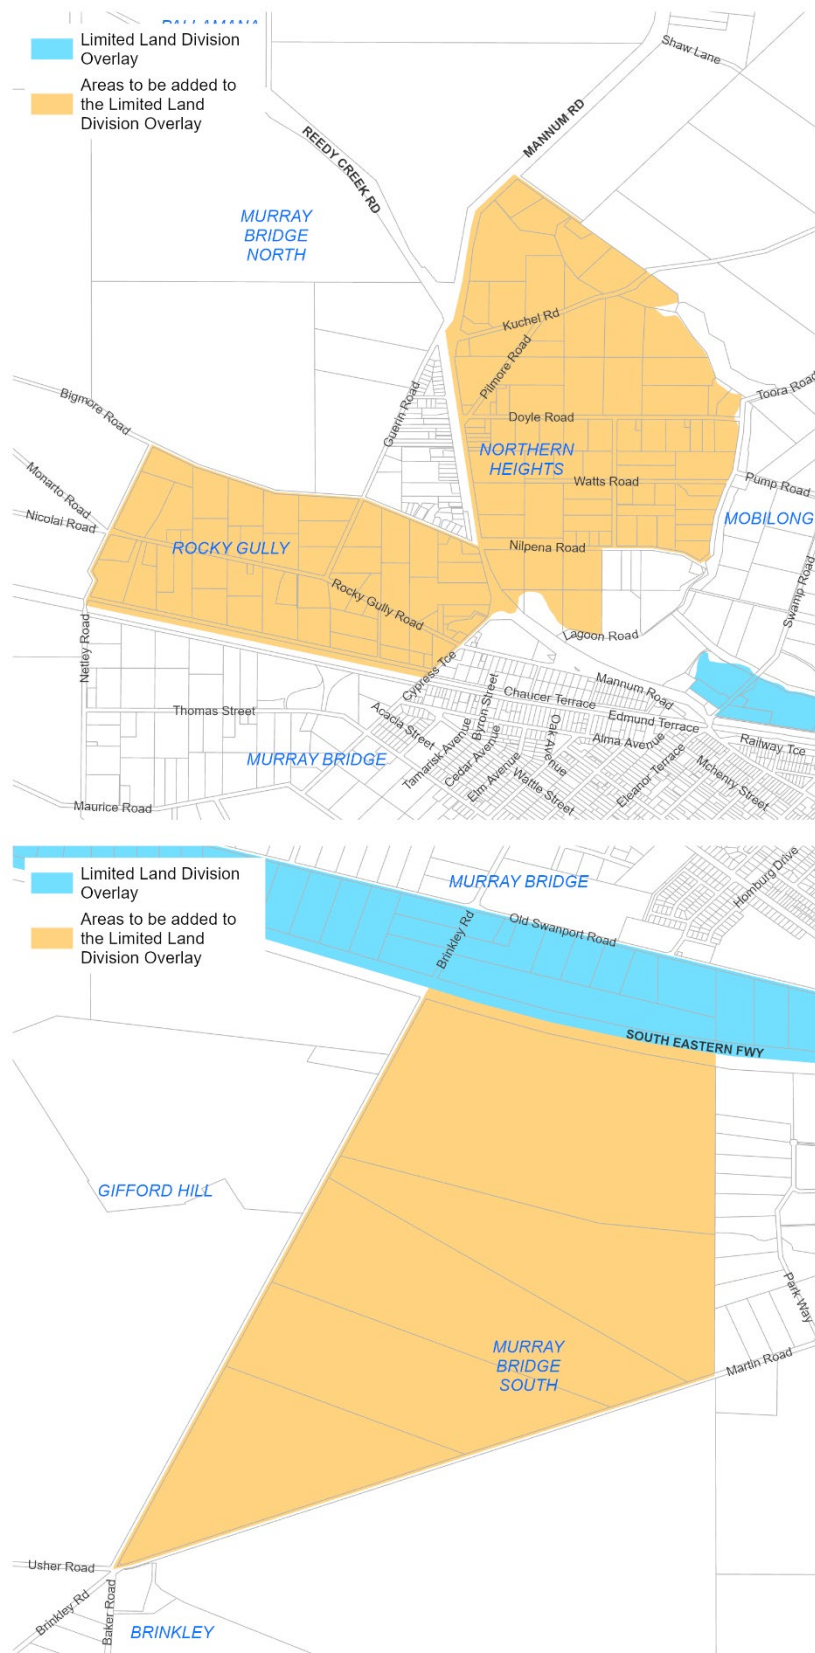 PALLAMANA
Limited Land Division
Overlay
Areas to be added to
the Limited Land
Division Overlay
Shaw Lane
MANNUM RD
REEDY CREEK RD
MURRAY
BRIDGE
NORTH
Kuchel Rd
Pilmore Road
Toora Road
Bigmore Road
Guerin Road
Doyle Road
NORTHERN
HEIGHTS
Monarto Road
Watts Road
Pump Road
Nicolai Road
MOBILONG
ROCKY GULLY
Nilpena Road
Rocky Gully Road
Swamp Road
Lagoon Road
Netley Road
Cypress Tce
Mannum Road
Chaucer Terrace
Thomas Street
Byron Street
Edmund Terrace
Acacia Street
Oak Avenue
Alma Avenue
Railway Tce
MURRAY BRIDGE
Tamarisk Avenue
Cedar Avenue
Elm Avenue
Wattle Street
Eleanor Terrace
Mchenry Street
Maurice Road
Limited Land Division
Overlay
Areas to be added to
the Limited Land
Division Overlay
MURRAY BRIDGE
Homburg Drive
Brinkley Rd
Old Swanport Road
SOUTH EASTERN FWY
GIFFORD HILL
Park Way
MURRAY
BRIDGE
SOUTH
Martin Road
Usher Road
Brinkley Rd
Baker Road
BRINKLEY